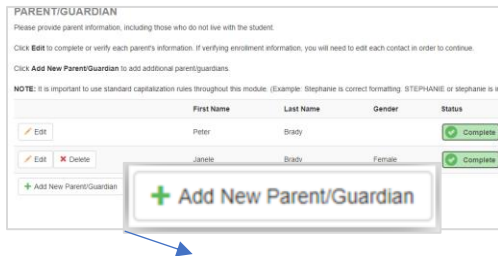 PARENT/GUARDIAN
Please provide parent information, including those who do not live with the student.
Click Edit to complete or verify each parent's information. If verifying enrollment information, you will need to edit each contact in order to continue.
Click Add New Parent/Guardian to add additional parent/guardians.
NOTE: It is important to use standard capitalization rules throughout this module. (Example: Stephanie is correct formatting. STEPHANIE or stephanie is
First Name Last Name Gender Status
Edit Peter Brady Complete
Edit Delete Janele Brady Female Complete
Add New Parent/Guardian
Add New Parent/Guardian